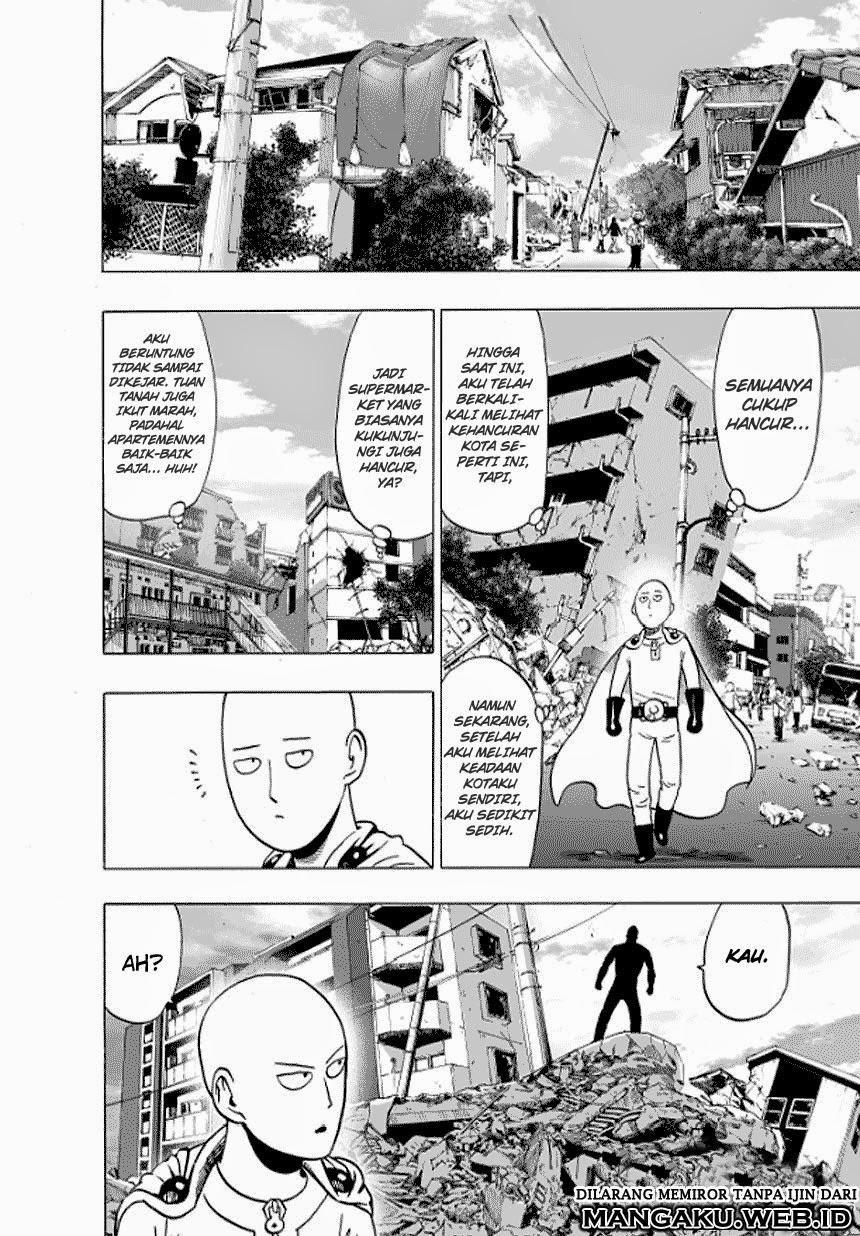 SEMUANYA
CUKUP
HANCUR...
HINGGA
SAAT INI,
AKU TELAH
BERKALI-
KALI MELIHAT
KEHANCURAN
KOTA SE-
PERTI INI,
TAPI,
NAMUN
SEKARANG,
SETELAH
AKU MELIHAT
KEADAAN
KOTAKU
SENDIRI,
AKU SEDIKIT
SEDIH.
JADI
SUPERMAR-
KET YANG
BIASANYA
KUKUNJU-
NGI JUGA
HANCUR,
YA?
AKU
BERUNTUNG
TIDAK SAMPAI
DIKEJAR. TUAN
TANAH JUGA
IKUT MARAH,
PADAHAL
APARTEMENNYA
BAIK-BAIK
SAJA... HUH!
KAU.
AH?
DILARANG MEMIROR TANPA IJIN DARI
MANGAKU.WEB.ID